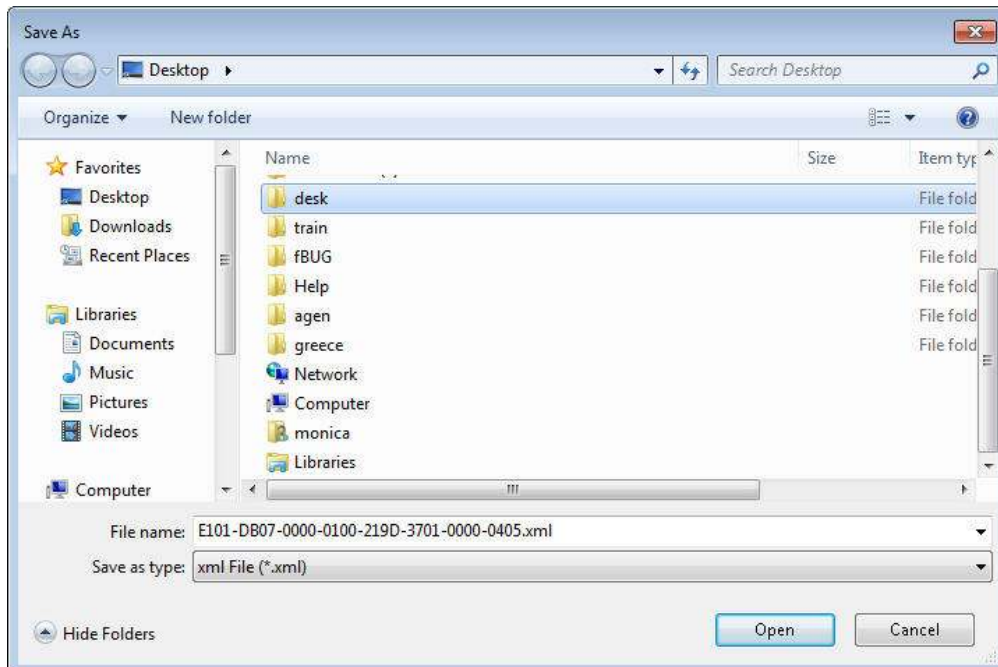 Save As
Desktop
Search Desktop
Organize New folder
Favorites
Desktop
Downloads
Recent Places
Libraries
Documents
Music
Pictures
Videos
Computer
Name Size Item typ
desk File fold
train File fold
fBUG File fold
Help File fold
agen File fold
greece File fold
Network
Computer
monica
Libraries
File name: E101-DB07-0000-0100-219D-3701-0000-0405.xml
Save as type: xml File (*.xml)
Hide Folders Open Cancel